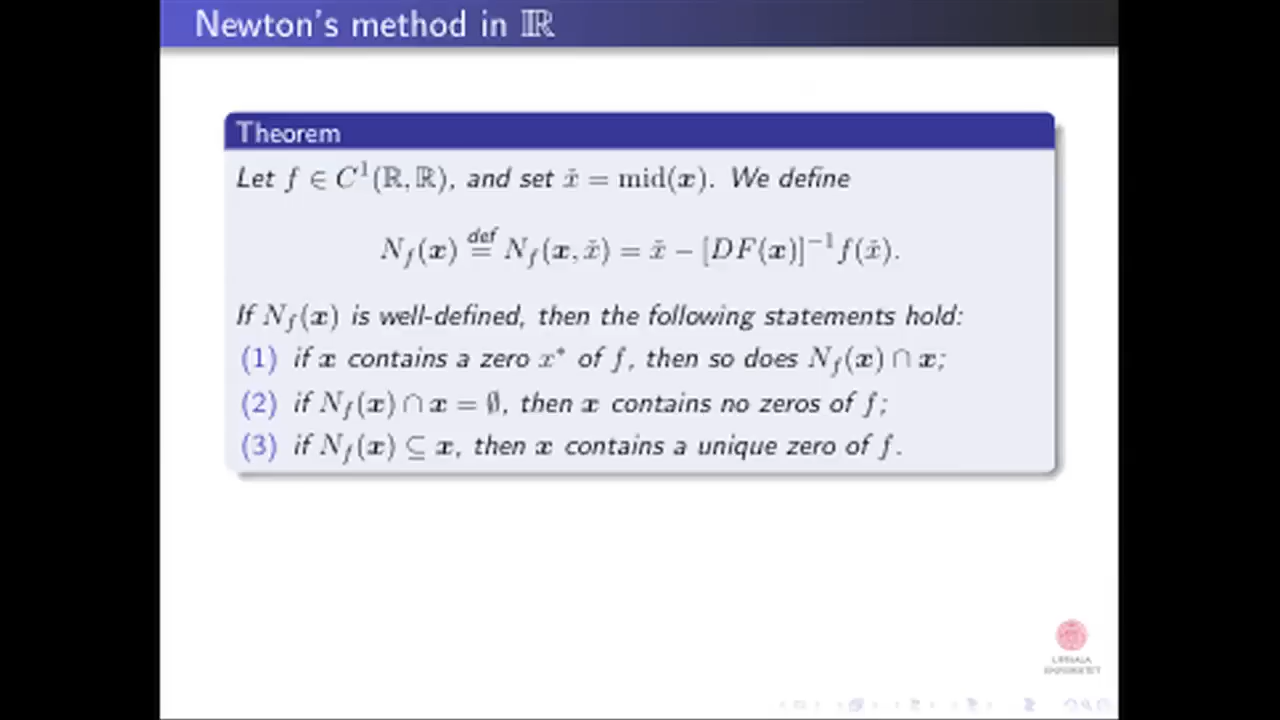 Newton's method in 𝕀ℝ
Theorem
Let f ∈ C¹(ℝ, ℝ), and set x̌ = mid(𝒙). We define
N_f(𝒙) ≝ N_f(𝒙, x̌) = x̌ − [DF(𝒙)]⁻¹f(x̌).
If N_f(𝒙) is well-defined, then the following statements hold:
(1) if 𝒙 contains a zero x* of f, then so does N_f(𝒙) ∩ 𝒙;
(2) if N_f(𝒙) ∩ 𝒙 = ∅, then 𝒙 contains no zeros of f;
(3) if N_f(𝒙) ⊆ 𝒙, then 𝒙 contains a unique zero of f.
UPPSALA
UNIVERSITET